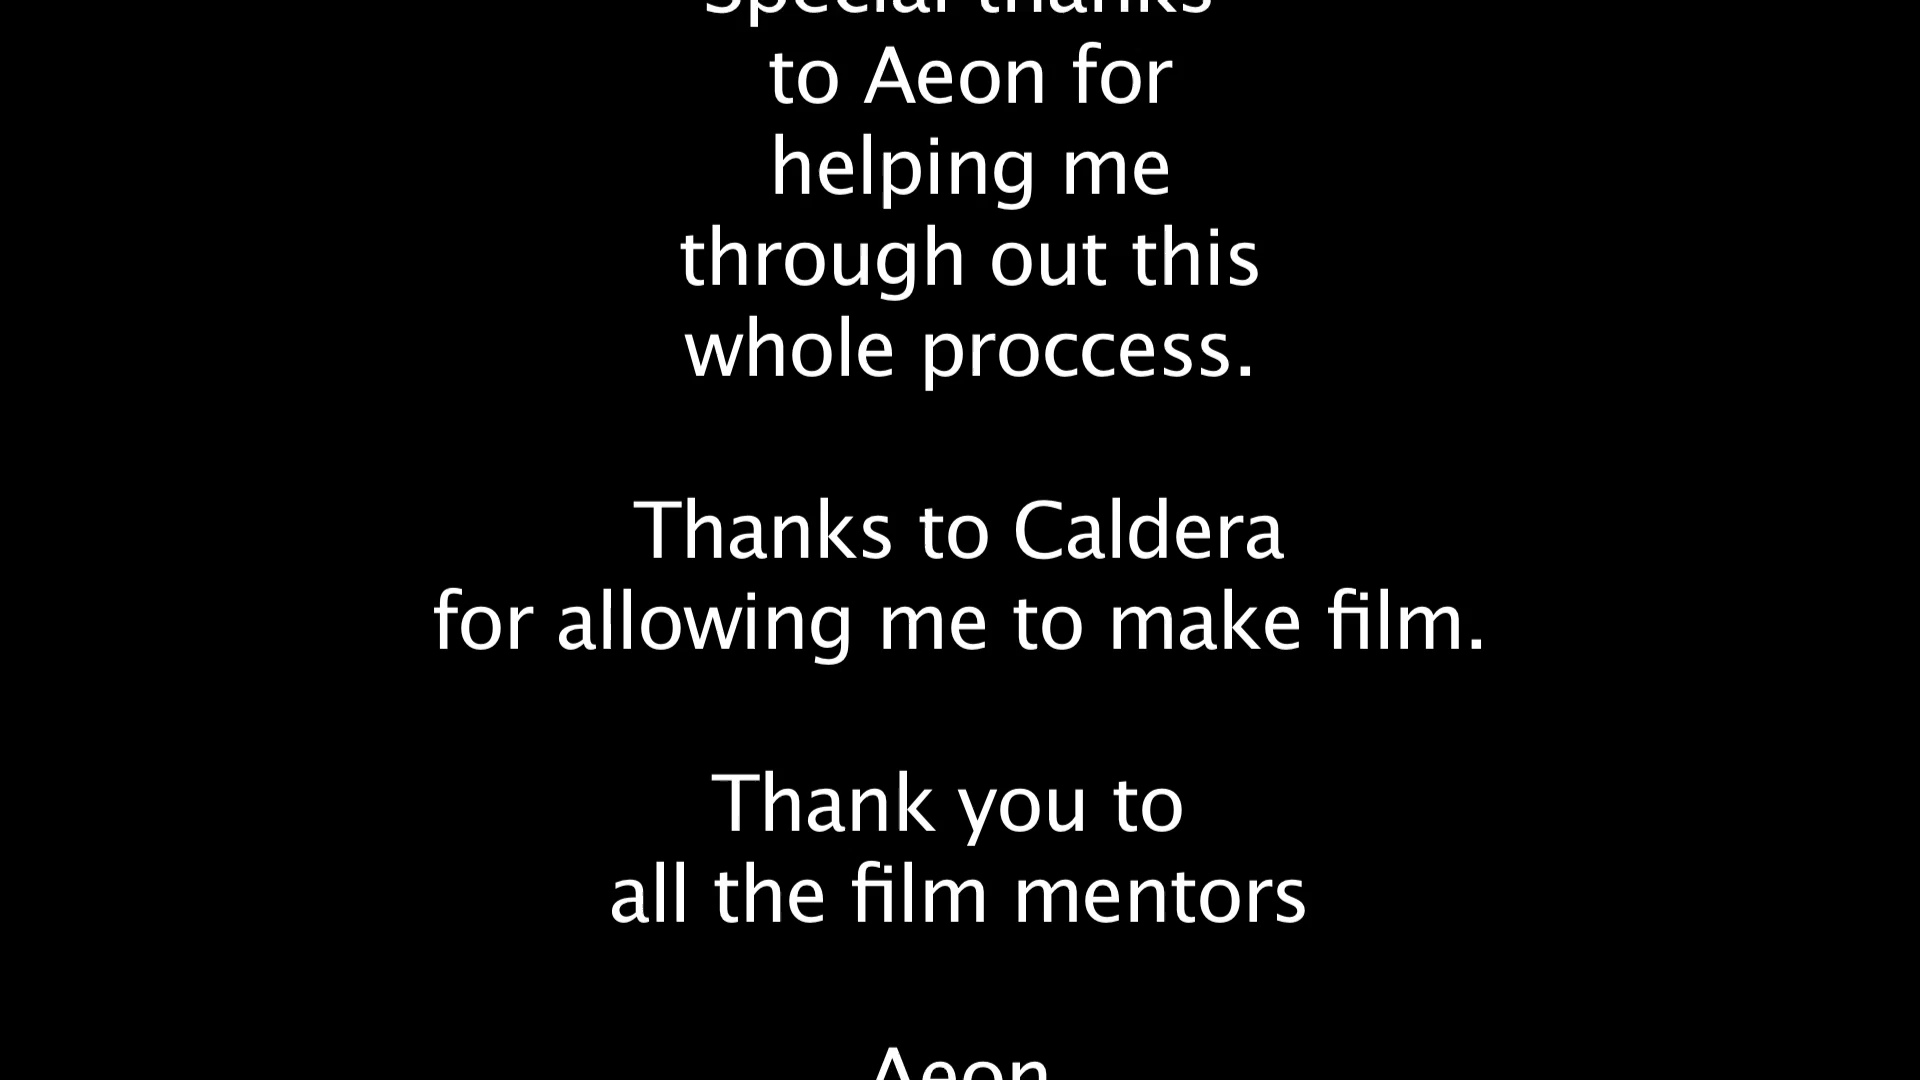 Special thanks
to Aeon for
helping me
through out this
whole proccess.
Thanks to Caldera
for allowing me to make film.
Thank you to
all the film mentors
Aeon